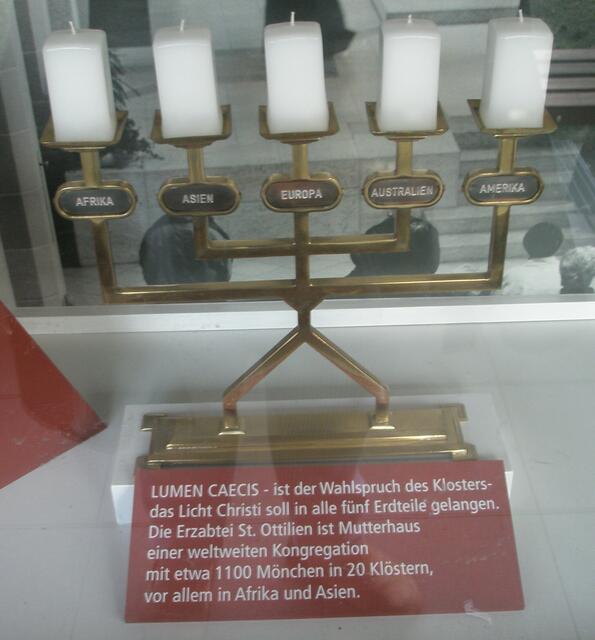 AFRIKA
ASIEN
EUROPA
AUSTRALIEN
AMERIKA
LUMEN CAECIS - ist der Wahlspruch des Klosters-
das Licht Christi soll in alle fünf Erdteile gelangen.
Die Erzabtei St. Ottilien ist Mutterhaus
einer weltweiten Kongregation
mit etwa 1100 Mönchen in 20 Klöstern,
vor allem in Afrika und Asien.